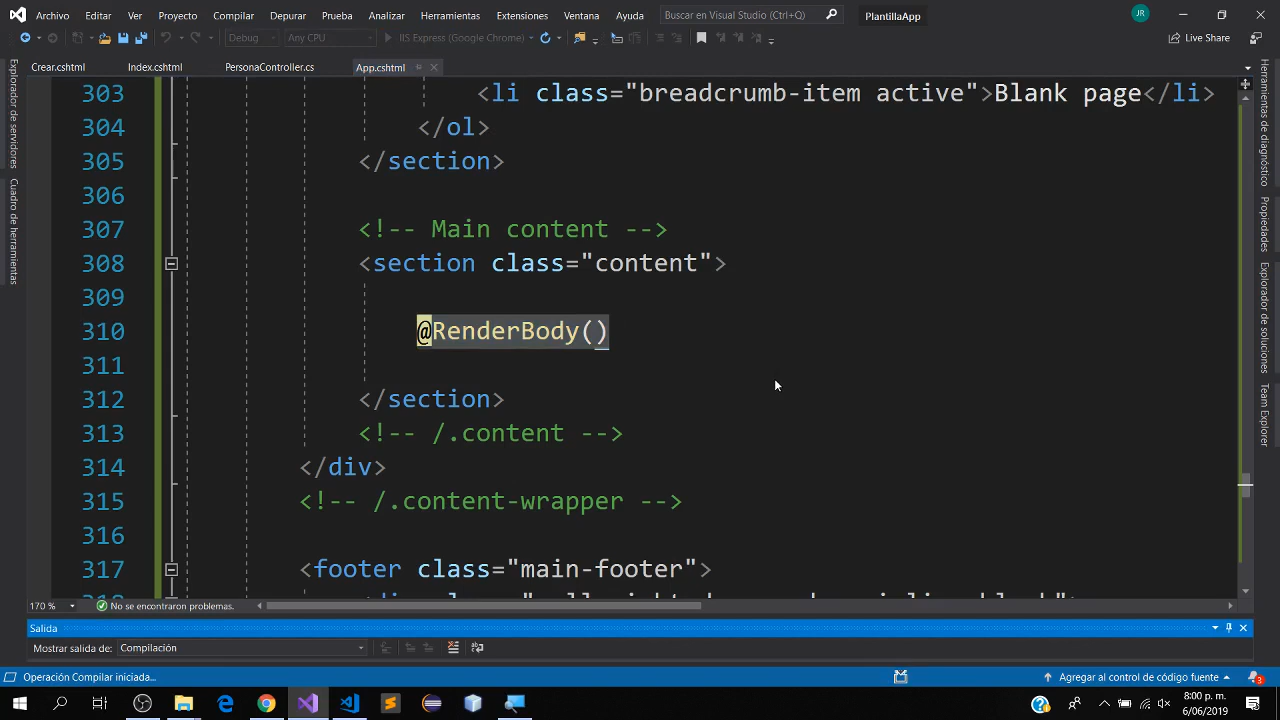 Archivo Editar Ver Proyecto Compilar Depurar Prueba Analizar Herramientas Extensiones Ventana Ayuda Buscar en Visual Studio (Ctrl+Q) PlantillaApp JR
Debug Any CPU IIS Express (Google Chrome) Live Share
Crear.cshtml Index.cshtml PersonaController.cs App.cshtml
Explorador de servidores
Cuadro de herramientas
303 <li class="breadcrumb-item active">Blank page</li>
304 </ol>
305 </section>
306
307 <!-- Main content -->
308 <section class="content">
309
310 @RenderBody()
311
312 </section>
313 <!-- /.content -->
314 </div>
315 <!-- /.content-wrapper -->
316
317 <footer class="main-footer">
Herramientas de diagnóstico
Propiedades
Explorador de soluciones
Team Explorer
170 % No se encontraron problemas.
Salida
Mostrar salida de: Compilación
Operación Compilar iniciada... Agregar al control de código fuente 3
8:00 p. m.
6/06/2019